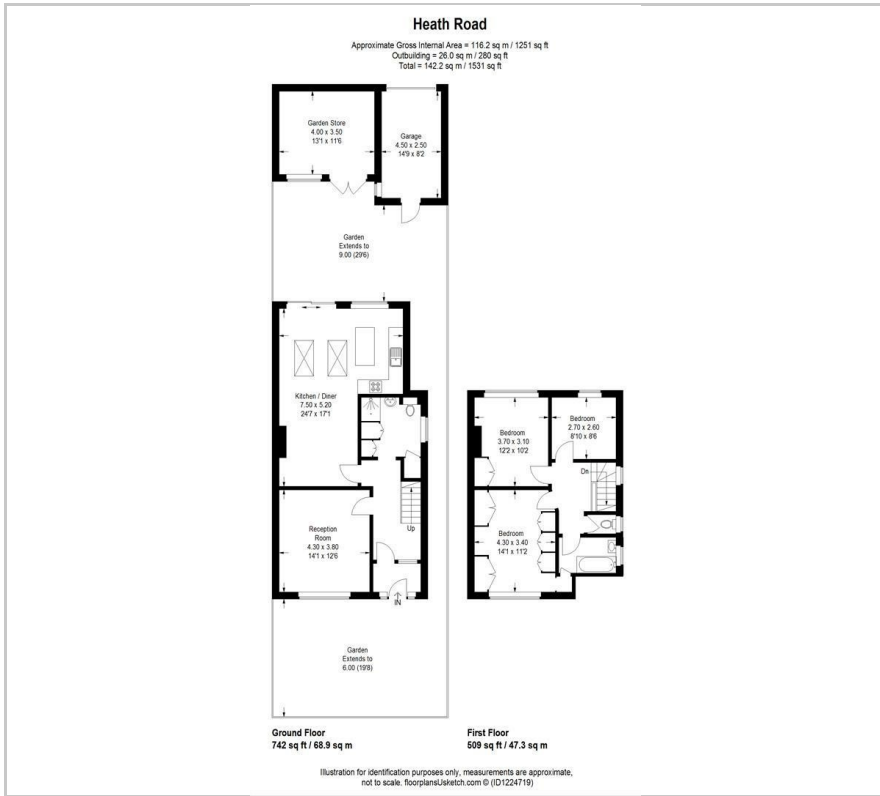 Heath Road
Approximate Gross Internal Area = 116.2 sq m / 1251 sq ft
Outbuilding = 26.0 sq m / 280 sq ft
Total = 142.2 sq m / 1531 sq ft
Garden Store
4.00 x 3.50
13'1 x 11'6
Garage
4.50 x 2.50
14'9 x 8'2
Garden
Extends to
9.00 (29'6)
Kitchen / Diner
7.50 x 5.20
24'7 x 17'1
Reception
Room
4.30 x 3.80
14'1 x 12'6
Up
IN
Garden
Extends to
6.00 (19'8)
Bedroom
3.70 x 3.10
12'2 x 10'2
Bedroom
2.70 x 2.60
8'10 x 8'6
Dn
Bedroom
4.30 x 3.40
14'1 x 11'2
Ground Floor
742 sq ft / 68.9 sq m
First Floor
509 sq ft / 47.3 sq m
Illustration for identification purposes only, measurements are approximate,
not to scale. floorplansUsketch.com © (ID1224719)